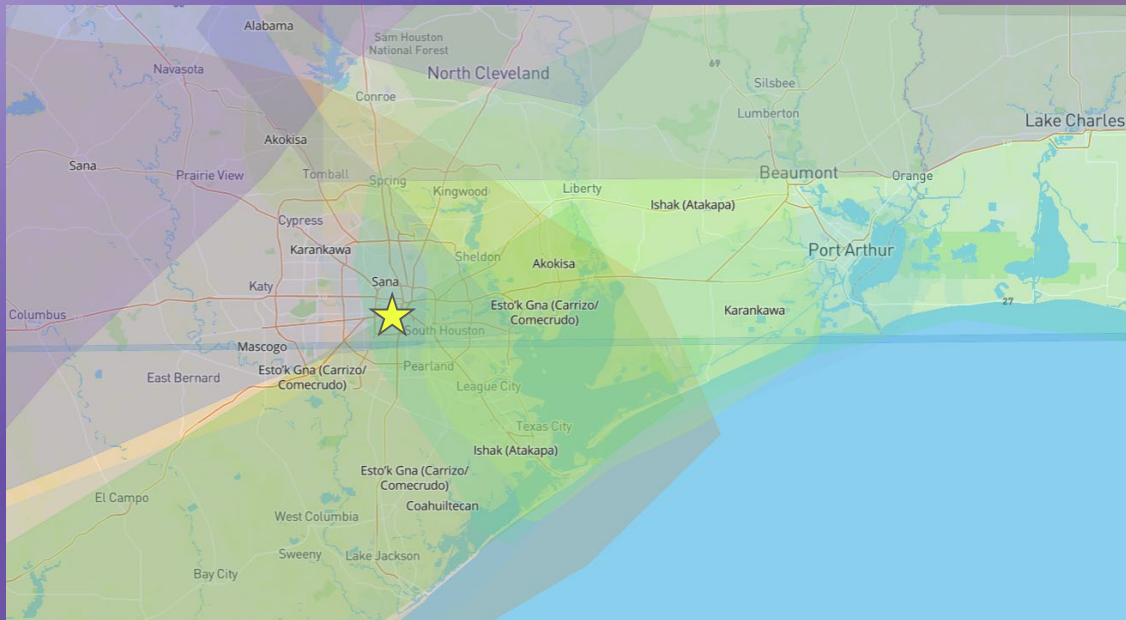 Alabama
Sam Houston
National Forest
Navasota
North Cleveland
69
Silsbee
Conroe
Lumberton
Lake Charles
10
Akokisa
Sana
Prairie View
Tomball
Spring
Kingwood
Liberty
Beaumont
Orange
Ishak (Atakapa)
Cypress
Karankawa
Sheldon
Akokisa
Port Arthur
Sana
Katy
Columbus
Esto’k Gna (Carrizo/
Comecrudo)
Karankawa
27
South Houston
Mascogo
Esto’k Gna (Carrizo/
Comecrudo)
East Bernard
Pearland
League City
Texas City
Ishak (Atakapa)
Esto’k Gna (Carrizo/
Comecrudo)
El Campo
Coahuiltecan
West Columbia
Sweeny
Lake Jackson
Bay City